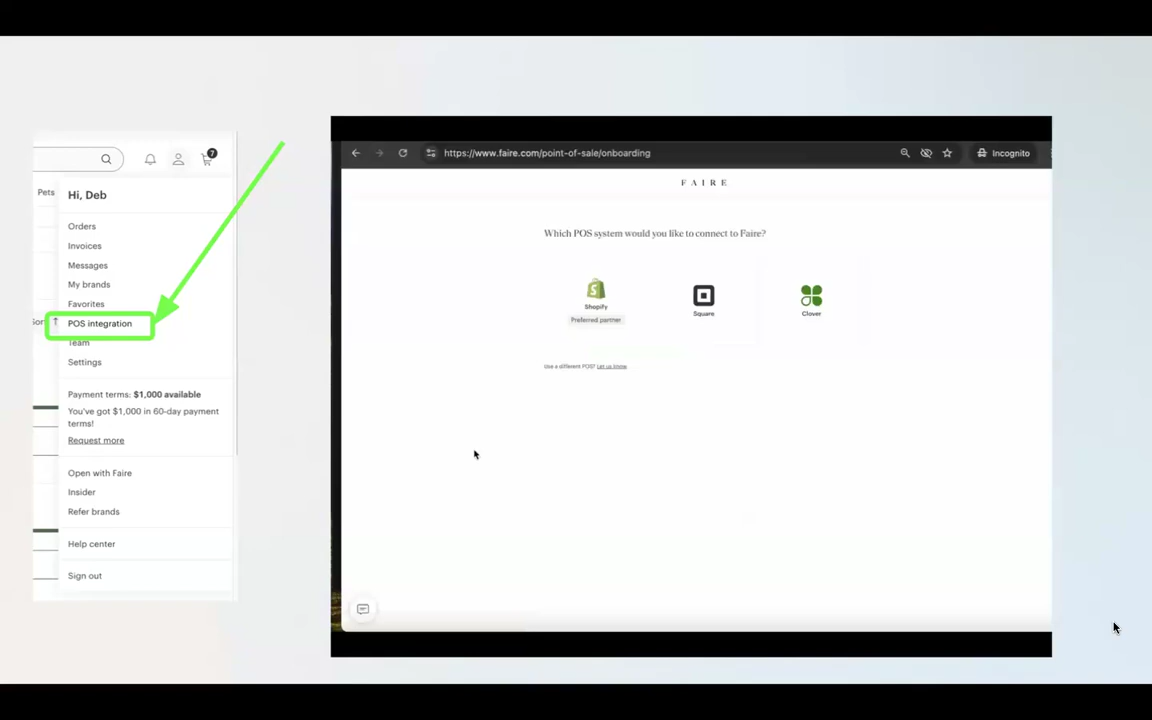 7
Pets
Hi, Deb
Orders
Invoices
Messages
My brands
Favorites
Sor
POS integration
Team
Settings
Payment terms: $1,000 available
You've got $1,000 in 60-day payment
terms!
Request more
Open with Faire
Insider
Refer brands
Help center
Sign out
https://www.faire.com/point-of-sale/onboarding
Incognito
FAIRE
Which POS system would you like to connect to Faire?
Shopify
Preferred partner
Square
Clover
Use a different POS? Let us know